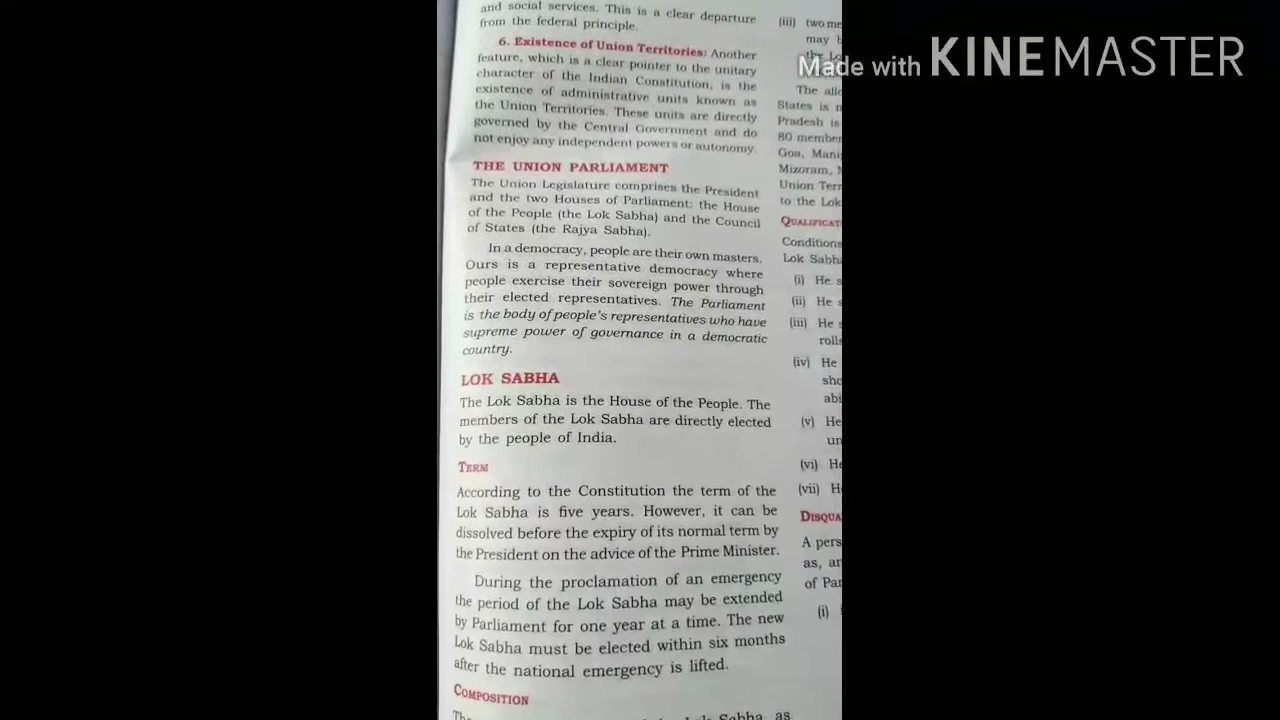 and social services. This is a clear departure
from the federal principle.
6. Existence of Union Territories: Another
feature, which is a clear pointer to the unitary
character of the Indian Constitution, is the
existence of administrative units known as
the Union Territories. These units are directly
governed by the Central Government and do
not enjoy any independent powers or autonomy.
THE UNION PARLIAMENT
The Union Legislature comprises the President
and the two Houses of Parliament: the House
of the People (the Lok Sabha) and the Council
of States (the Rajya Sabha).
In a democracy, people are their own masters.
Ours is a representative democracy where
people exercise their sovereign power through
their elected representatives. The Parliament
is the body of people's representatives who have
supreme power of governance in a democratic
country.
LOK SABHA
The Lok Sabha is the House of the People. The
members of the Lok Sabha are directly elected
by the people of India.
TERM
According to the Constitution the term of the
Lok Sabha is five years. However, it can be
dissolved before the expiry of its normal term by
the President on the advice of the Prime Minister.
During the proclamation of an emergency
the period of the Lok Sabha may be extended
by Parliament for one year at a time. The new
Lok Sabha must be elected within six months
after the national emergency is lifted.
COMPOSITION
Lok Sabha, as
(iii) two me
may b
the Lo
The allo
States is n
Pradesh is
80 member
Goa, Mani
Mizoram,
Union Terr
to the Lok
QUALIFICAT
Conditions
Lok Sabha
(i) He s
(ii) He s
(iii) He s
rolls
(iv) He
sho
abi
(v) He
un
(vi) He
(vii) H
DISQUA
A pers
as, an
of Par
(i)
Made with KINEMASTER